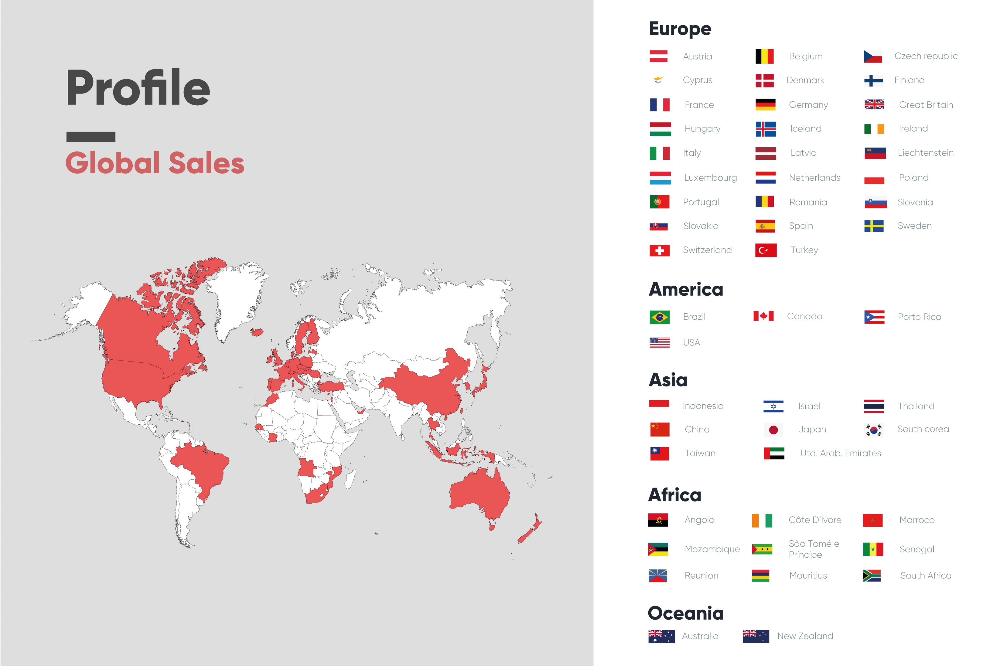 Profile
Global Sales
Europe
Austria
Belgium
Czech republic
Cyprus
Denmark
Finland
France
Germany
Great Britain
Hungary
Iceland
Ireland
Italy
Latvia
Liechtenstein
Luxembourg
Netherlands
Poland
Portugal
Romania
Slovenia
Slovakia
Spain
Sweden
Switzerland
Turkey
America
Brazil
Canada
Porto Rico
USA
Asia
Indonesia
Israel
Thailand
China
Japan
South corea
Taiwan
Utd. Arab. Emirates
Africa
Angola
Côte D'Ivore
Marroco
Mozambique
São Tomé e
Príncipe
Senegal
Reunion
Mauritius
South Africa
Oceania
Australia
New Zealand